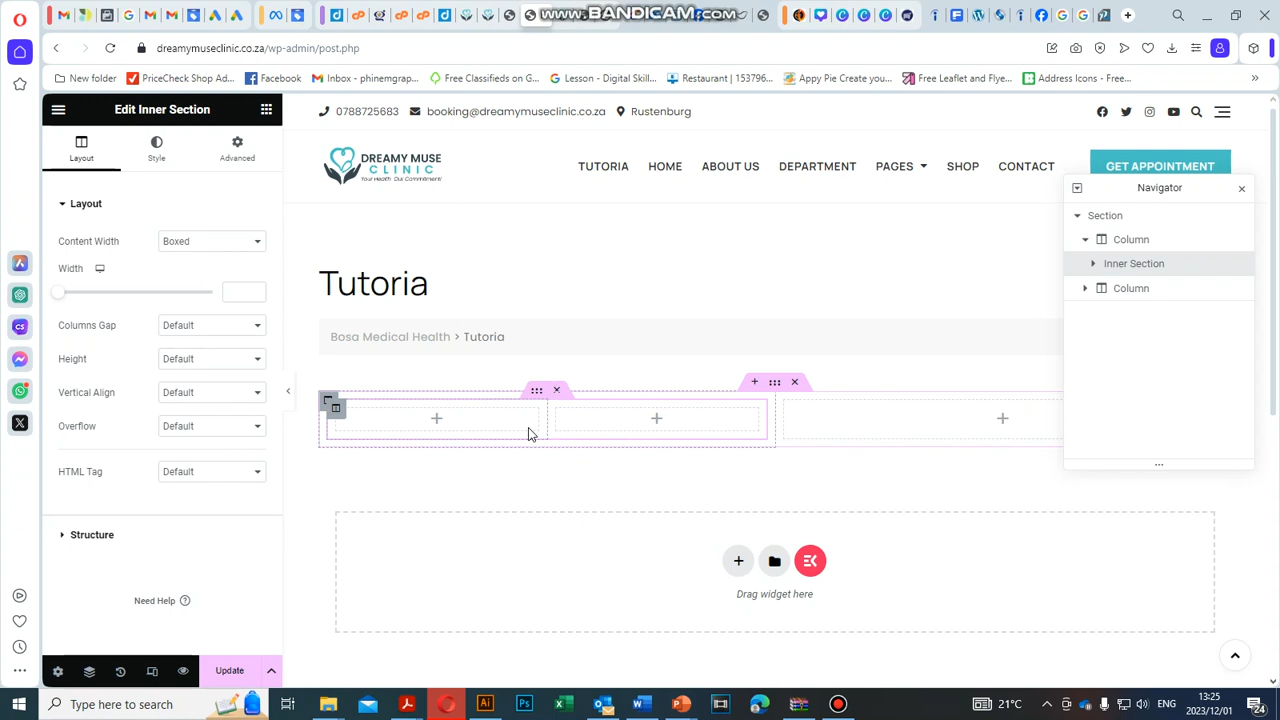 www.BANDICAM.com
dreamymuseclinic.co.za/wp-admin/post.php
New folder
PriceCheck Shop Ad...
Facebook
Inbox - phinemgrap...
Free Classifieds on G...
Lesson - Digital Skill...
Restaurant | 153796...
Appy Pie Create you...
Free Leaflet and Flye...
Address Icons - Free...
»
Edit Inner Section
Layout
Style
Advanced
Layout
Content Width
Boxed
Width
Columns Gap
Default
Height
Default
Vertical Align
Default
Overflow
Default
HTML Tag
Default
Structure
Need Help
Update
0788725683
booking@dreamymuseclinic.co.za
Rustenburg
DREAMY MUSE
CLINIC
Your Health Our Commitment!
TUTORIA
HOME
ABOUT US
DEPARTMENT
PAGES
SHOP
CONTACT
GET APPOINTMENT
Tutoria
Bosa Medical Health > Tutoria
Drag widget here
Navigator
Section
Column
Inner Section
Column
Type here to search
21°C
ENG
13:25
2023/12/01
24